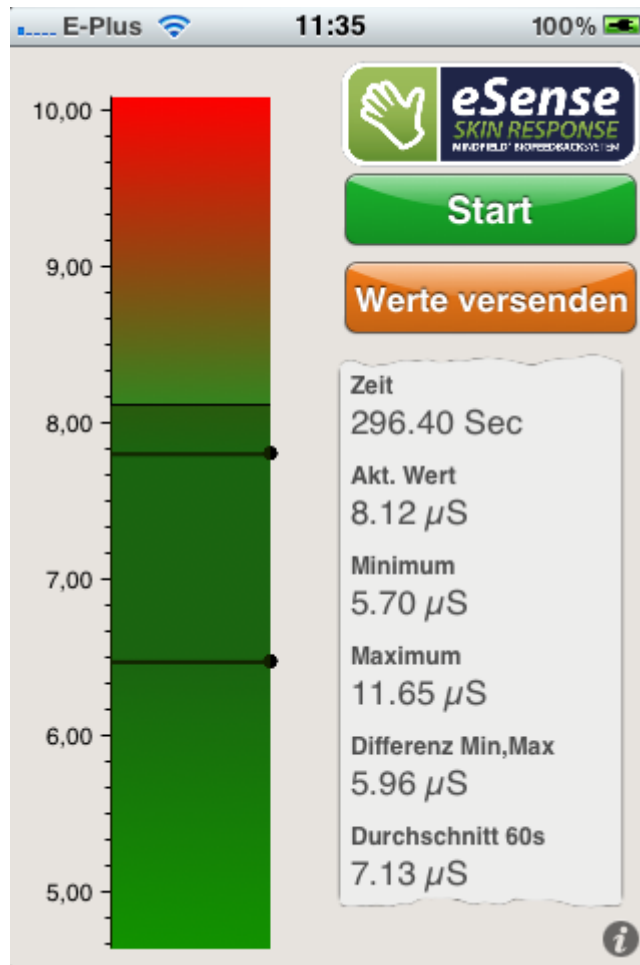 E-Plus 11:35 100%
eSense
SKIN RESPONSE
MINDFIELD® BIOFEEDBACKSYSTEM
Start
Werte versenden
10,00
9,00
8,00
7,00
6,00
5,00
Zeit
296.40 Sec
Akt. Wert
8.12 µS
Minimum
5.70 µS
Maximum
11.65 µS
Differenz Min,Max
5.96 µS
Durchschnitt 60s
7.13 µS
i